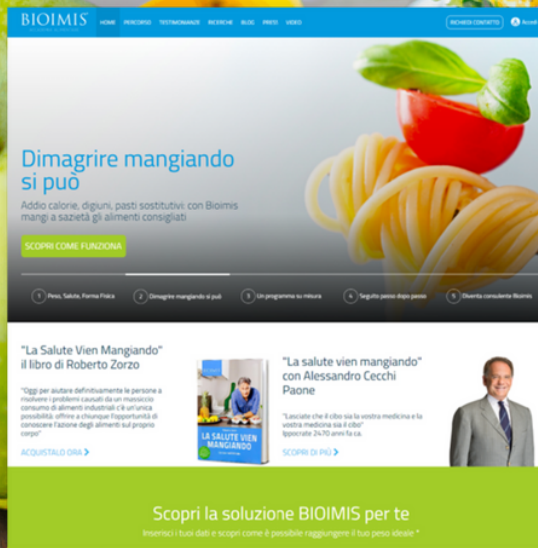 BIOIMIS
HOME PERCORSO TESTIMONIANZE RICERCHE BLOG PRESS VIDEO
RICHIEDI CONTATTO
Accedi
Dimagrire mangiando
si può
Addio calorie, digiuni, pasti sostitutivi: con Bioimis
mangi a sazietà gli alimenti consigliati
SCOPRI COME FUNZIONA
1 Peso, Salute, Forma Fisica
2 Dimagrire mangiando si può
3 Un programma su misura
4 Seguito passo dopo passo
5 Diventa consulente Bioimis
"La Salute Vien Mangiando"
il libro di Roberto Zorzo
"Oggi per aiutare definitivamente le persone a
risolvere i problemi causati da un massiccio
consumo di alimenti industriali c'è un'unica
possibilità: offrire a chiunque l'opportunità di
conoscere l'azione degli alimenti sul proprio
corpo"
ACQUISTALO ORA
LA SALUTE VIEN
MANGIANDO
"La salute vien mangiando"
con Alessandro Cecchi
Paone
"Lasciate che il cibo sia la vostra medicina e la
vostra medicina sia il cibo"
Ippocrate 2470 anni fa ca.
SCOPRI DI PIÙ
Scopri la soluzione BIOIMIS per te
Inserisci i tuoi dati e scopri come è possibile raggiungere il tuo peso ideale *